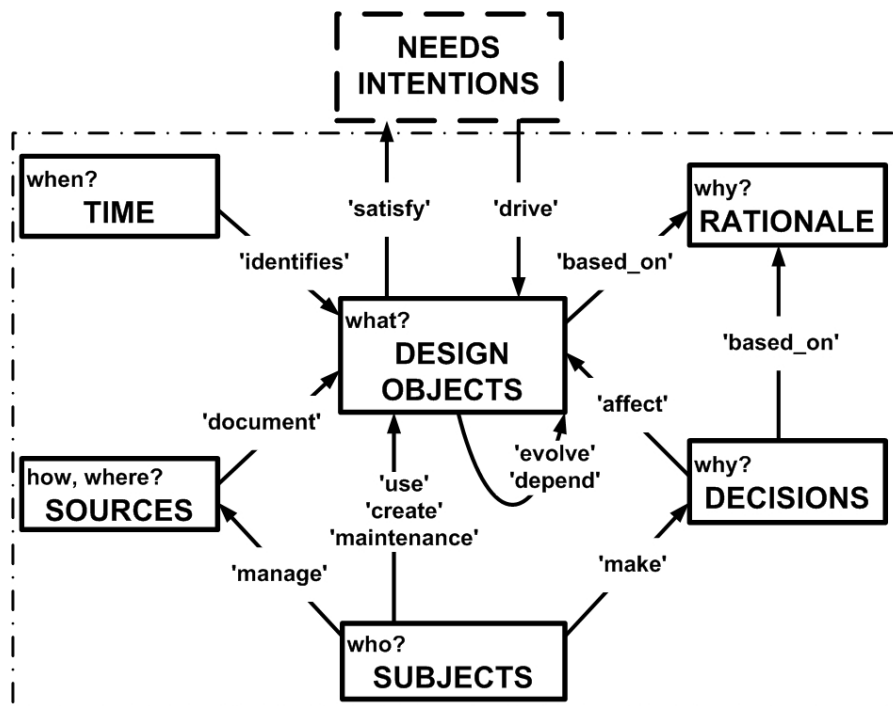 NEEDS
INTENTIONS
when?
TIME
'satisfy'
'drive'
why?
RATIONALE
'identifies'
'based_on'
what?
DESIGN
OBJECTS
'based_on'
'document'
'affect'
how, where?
SOURCES
'use'
'create'
'maintenance'
'evolve'
'depend'
why?
DECISIONS
'manage'
'make'
who?
SUBJECTS